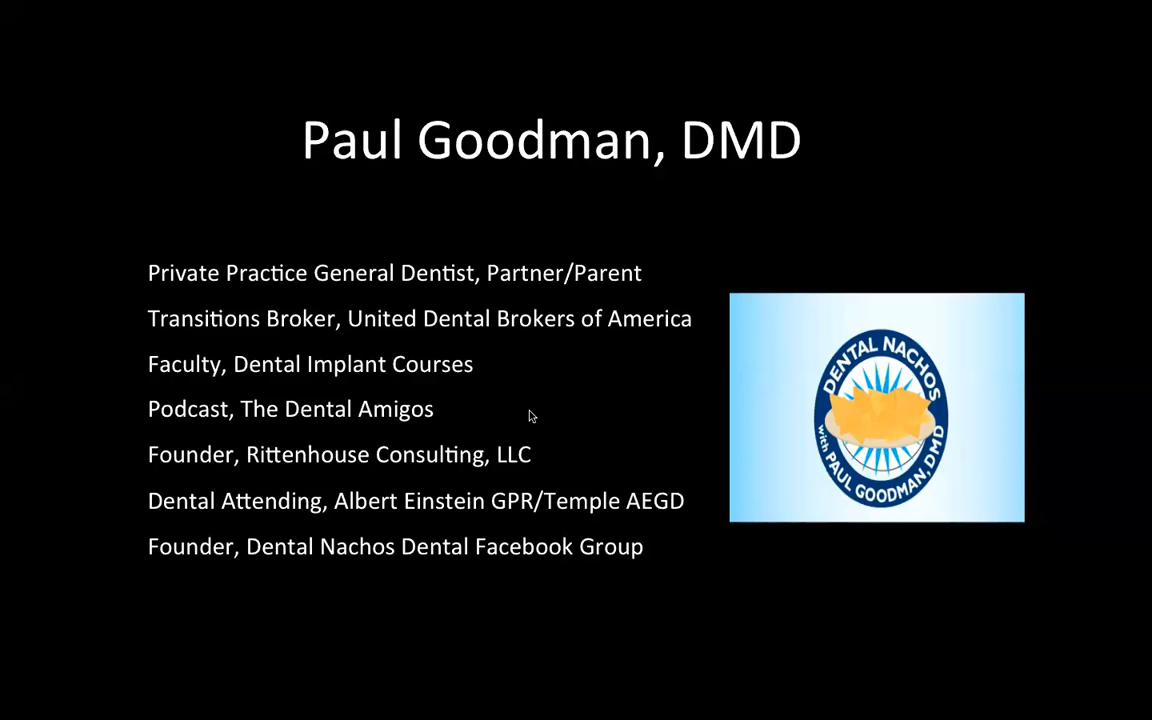 Paul Goodman, DMD
Private Practice General Dentist, Partner/Parent
Transitions Broker, United Dental Brokers of America
Faculty, Dental Implant Courses
Podcast, The Dental Amigos
Founder, Rittenhouse Consulting, LLC
Dental Attending, Albert Einstein GPR/Temple AEGD
Founder, Dental Nachos Dental Facebook Group
DENTAL NACHOS
with PAUL GOODMAN, DMD